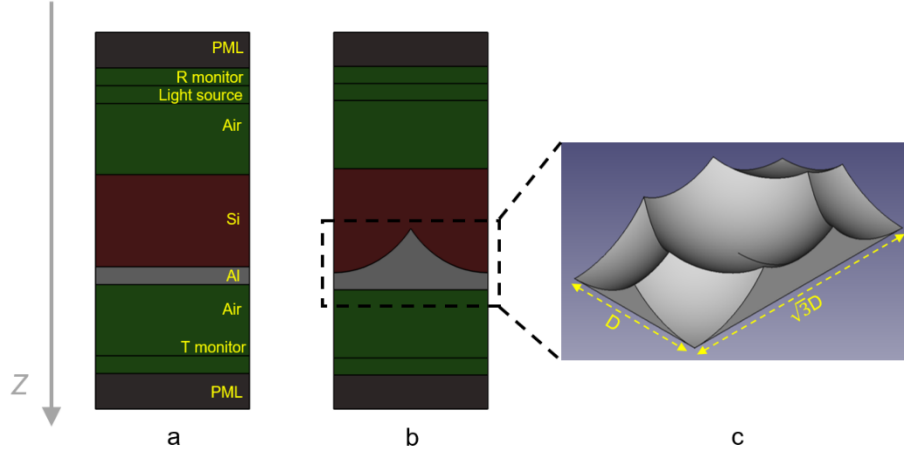 PML
R monitor
Light source
Air
Si
Al
Air
T monitor
PML
Z
D
√3D
a
b
c